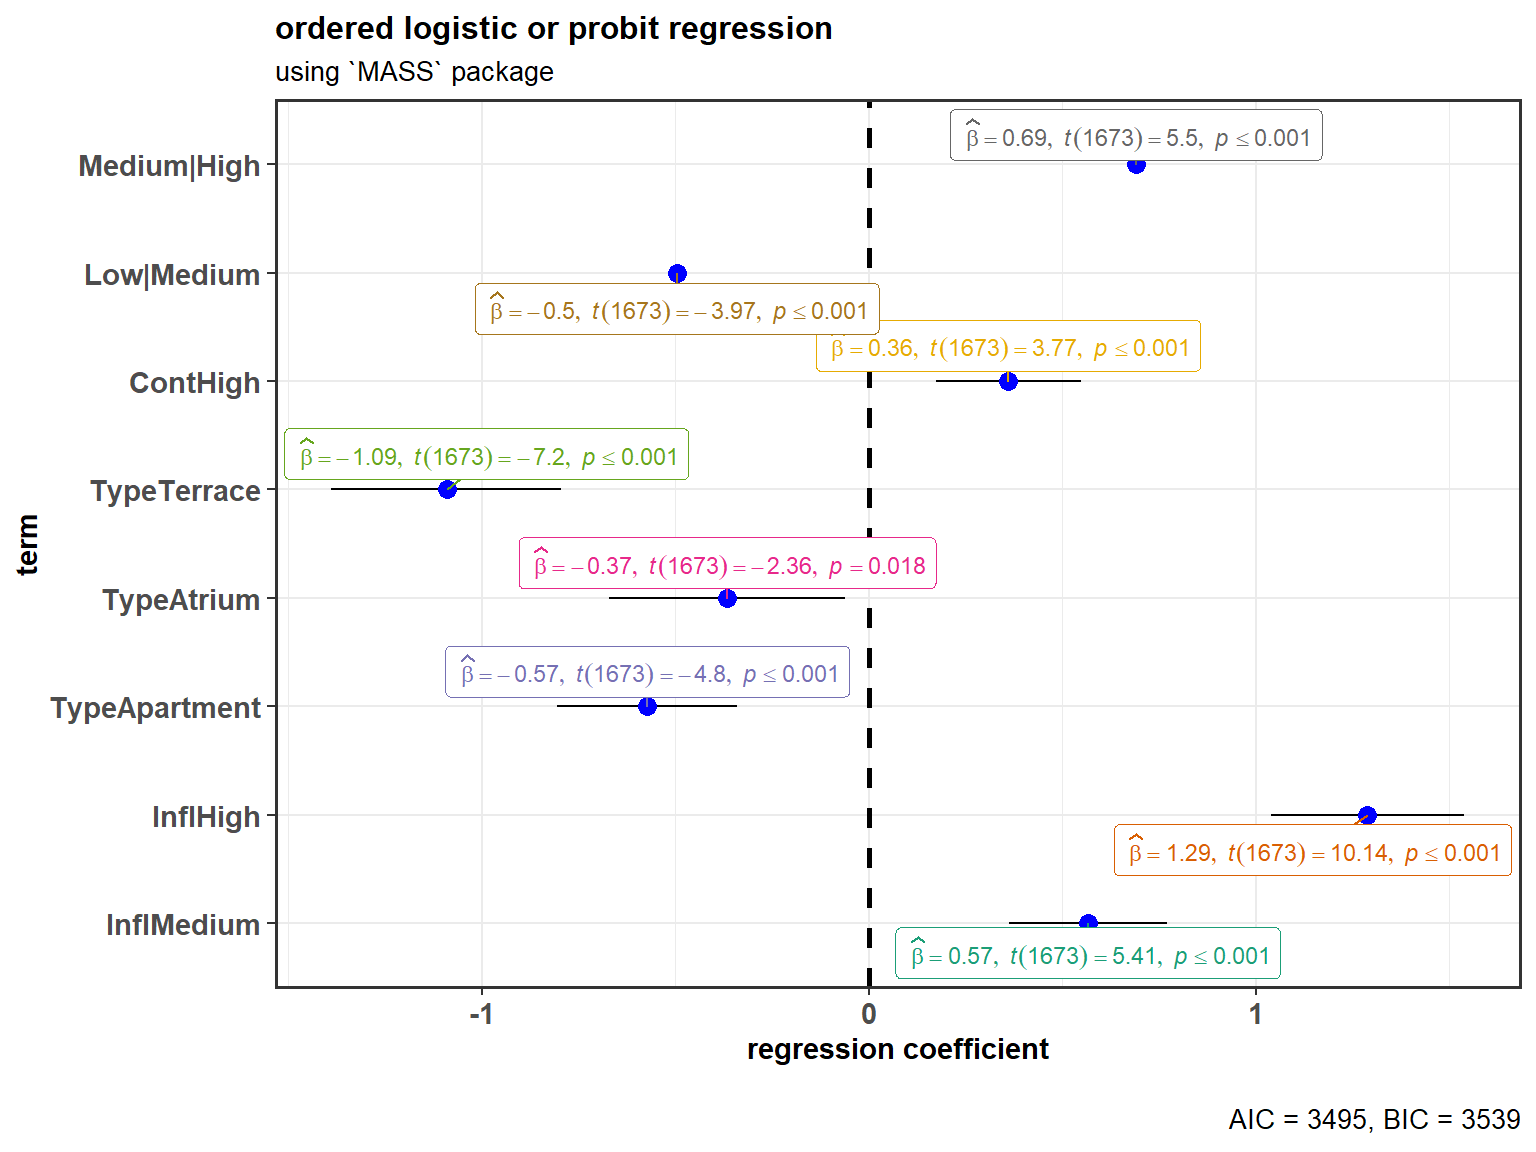 ordered logistic or probit regression
using `MASS` package
Medium|High
β̂ = 0.69, t(1673) = 5.5, p ≤ 0.001
Low|Medium
β̂ = −0.5, t(1673) = −3.97, p ≤ 0.001
β̂ = 0.36, t(1673) = 3.77, p ≤ 0.001
ContHigh
β̂ = −1.09, t(1673) = −7.2, p ≤ 0.001
TypeTerrace
term
β̂ = −0.37, t(1673) = −2.36, p = 0.018
TypeAtrium
β̂ = −0.57, t(1673) = −4.8, p ≤ 0.001
TypeApartment
InflHigh
β̂ = 1.29, t(1673) = 10.14, p ≤ 0.001
InflMedium
β̂ = 0.57, t(1673) = 5.41, p ≤ 0.001
-1 0 1
regression coefficient
AIC = 3495, BIC = 3539